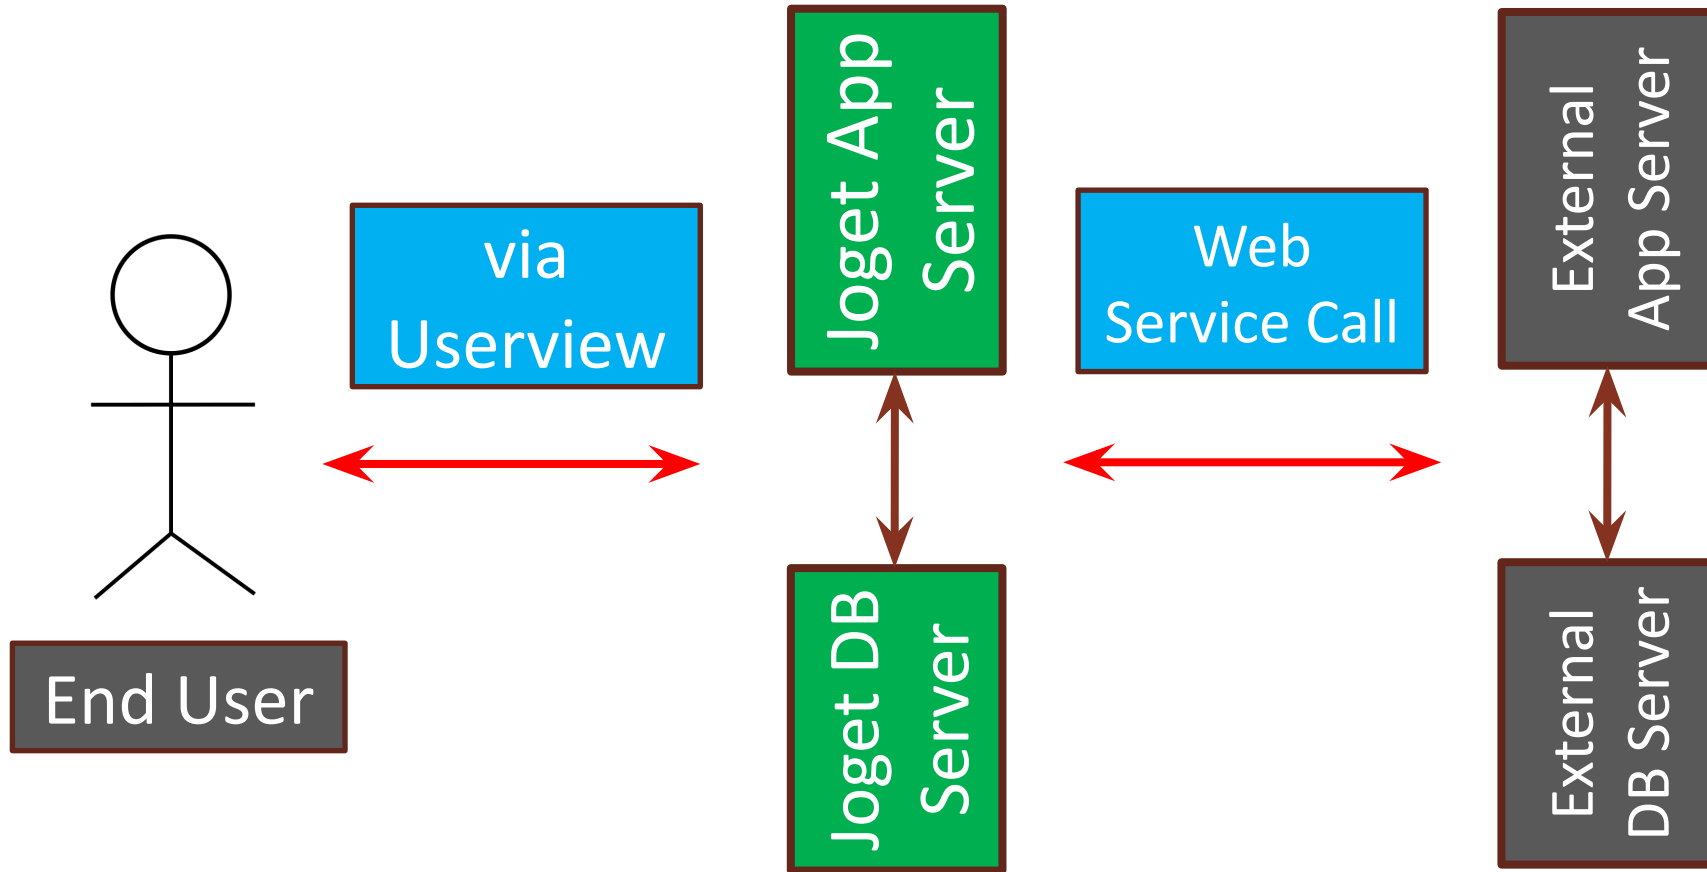 via
Userview
Joget App
Server
Web
Service Call
External
App Server
End User
Joget DB
Server
External
DB Server